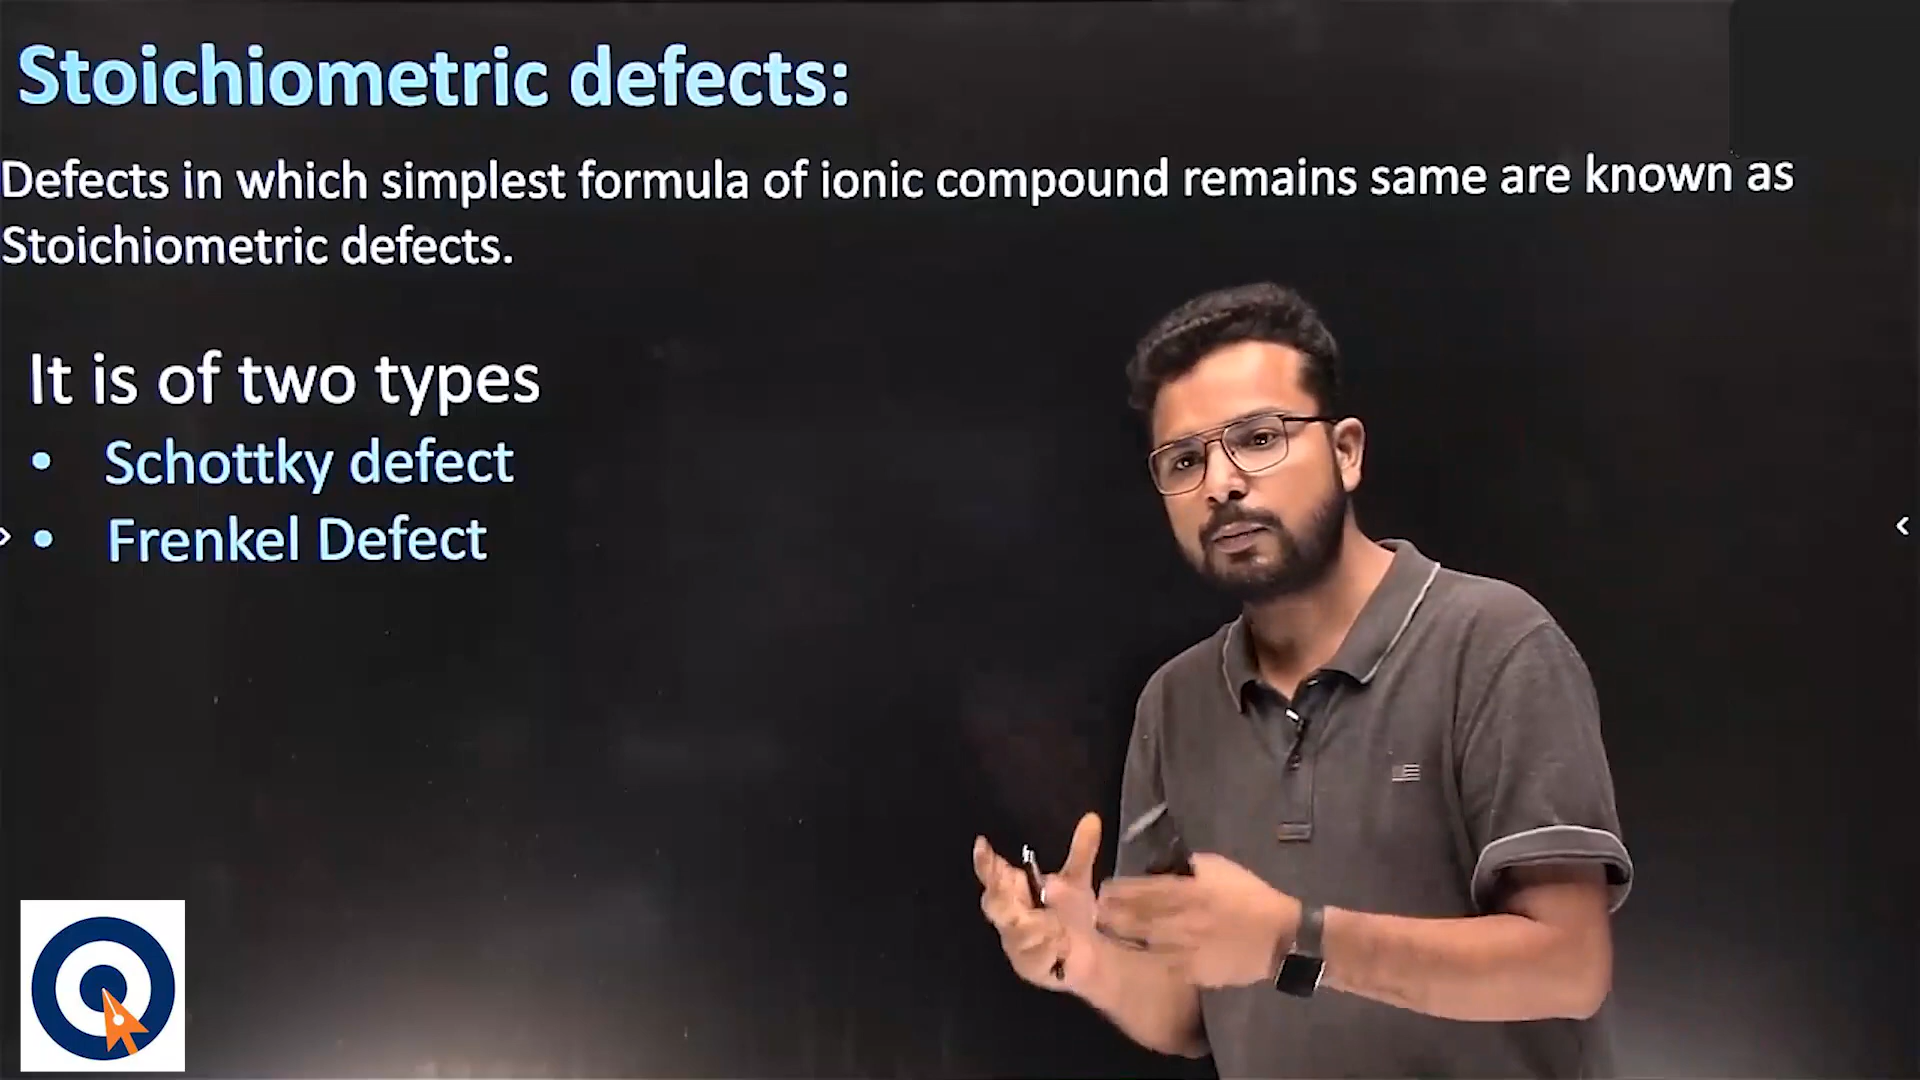 Stoichiometric defects:
Defects in which simplest formula of ionic compound remains same are known as
Stoichiometric defects.
It is of two types
• Schottky defect
• Frenkel Defect